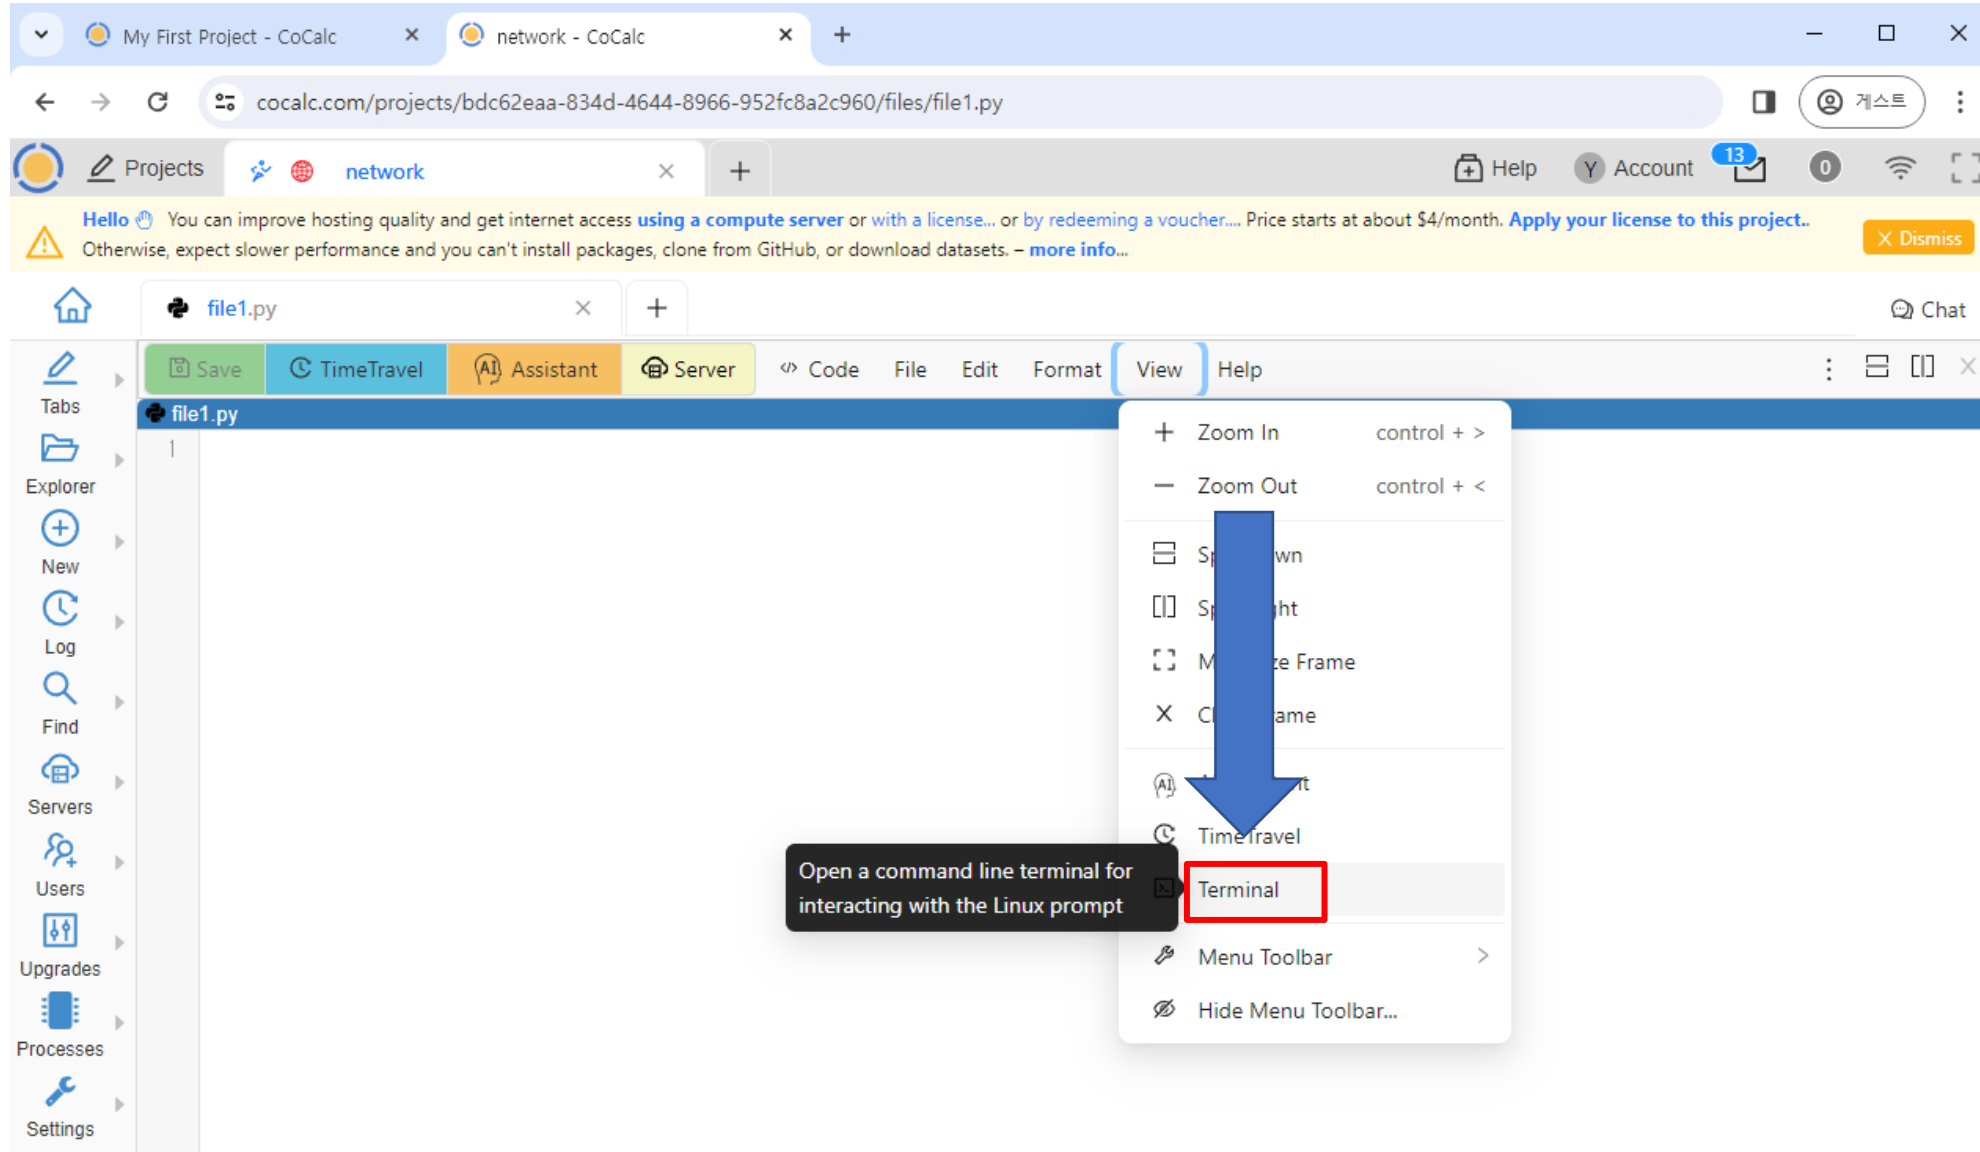 My First Project - CoCalc
network - CoCalc
cocalc.com/projects/bdc62eaa-834d-4644-8966-952fc8a2c960/files/file1.py
게스트
Projects
network
Help
Y
Account
13
0
Hello You can improve hosting quality and get internet access using a compute server or with a license... or by redeeming a voucher.... Price starts at about $4/month. Apply your license to this project..
Otherwise, expect slower performance and you can't install packages, clone from GitHub, or download datasets. – more info...
Dismiss
file1.py
Chat
Save
TimeTravel
AI Assistant
Server
Code
File
Edit
Format
View
Help
file1.py
1
Tabs
Explorer
New
Log
Find
Servers
Users
Upgrades
Processes
Settings
Zoom In control + >
Zoom Out control + <
Frame
AI
TimeTravel
Open a command line terminal for
interacting with the Linux prompt
Terminal
Menu Toolbar
Hide Menu Toolbar...